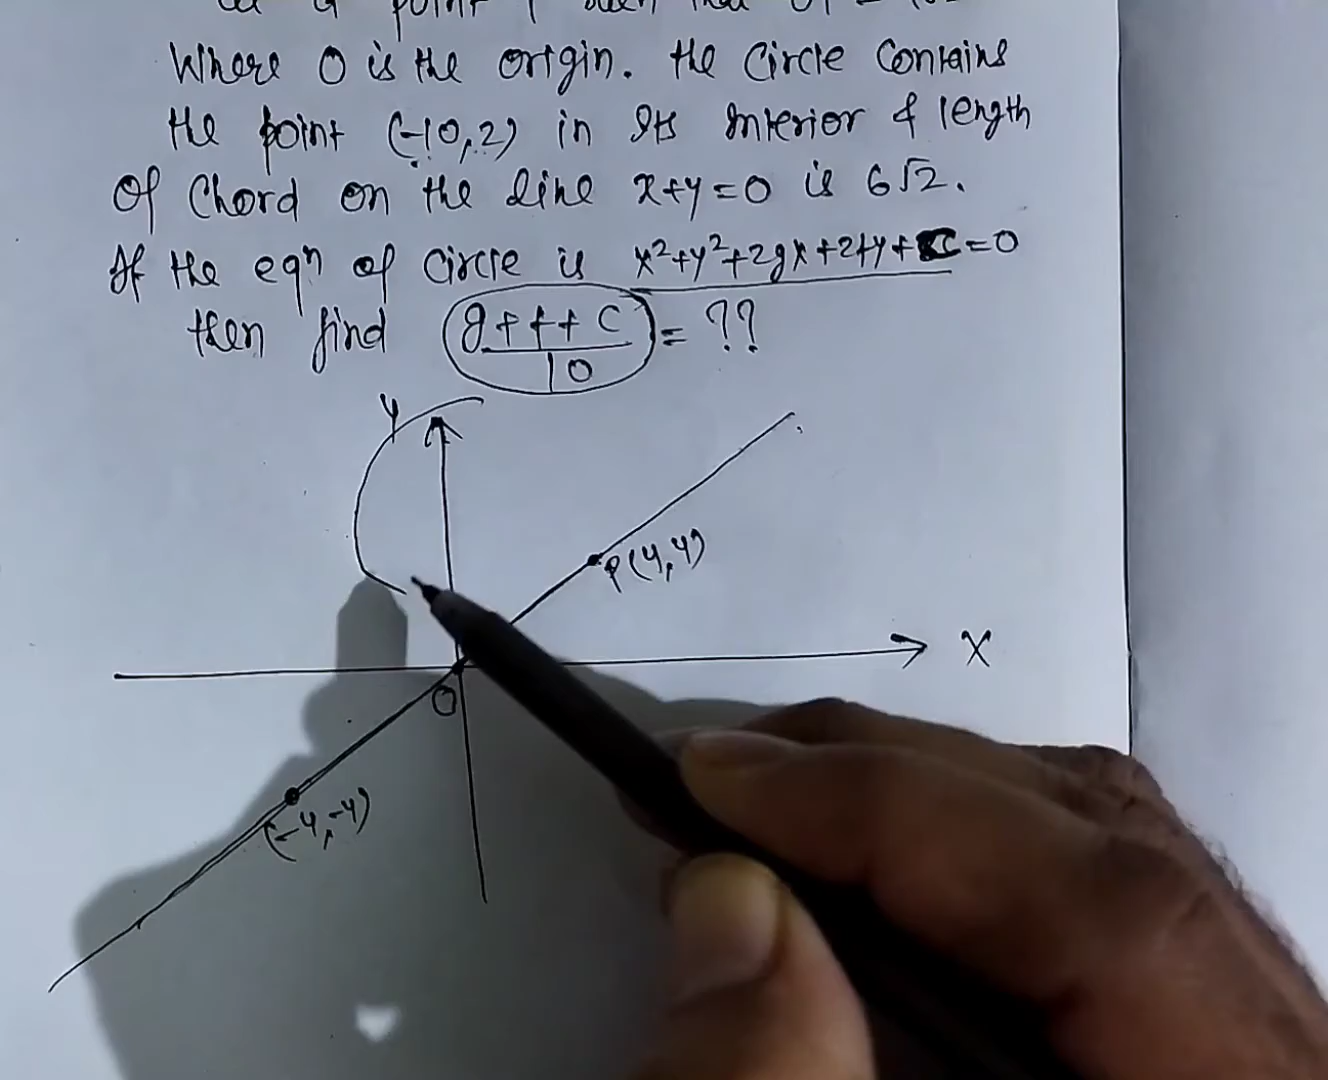 Where O is the origin. the Circle Contains
the point (-10,2) in Its Interior & length
Of Chord on the line x+y=0 is 6√2.
If the eqn of Circle is x²+y²+2gx+2fy+C=0
then find (g+f+C/10)= ??
Y
P(4,4)
X
O
(-4,-4)